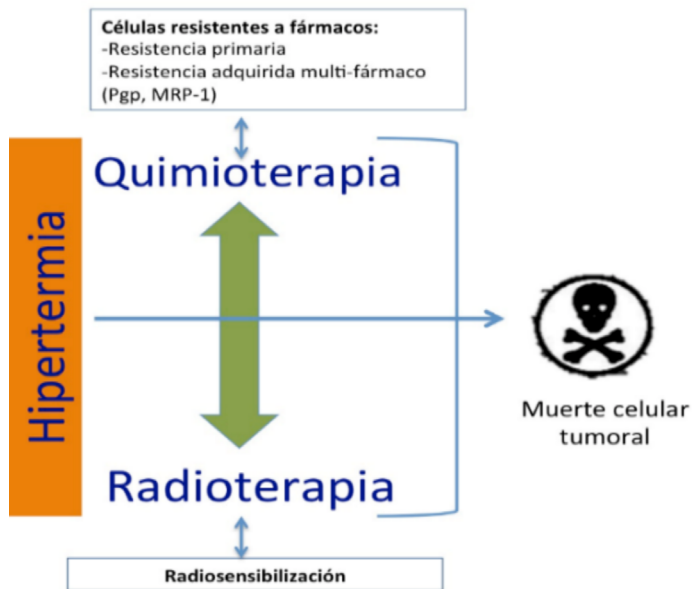 Células resistentes a fármacos:
-Resistencia primaria
-Resistencia adquirida multi-fármaco
(Pgp, MRP-1)
Quimioterapia
Hipertermia
Muerte celular
tumoral
Radioterapia
Radiosensibilización